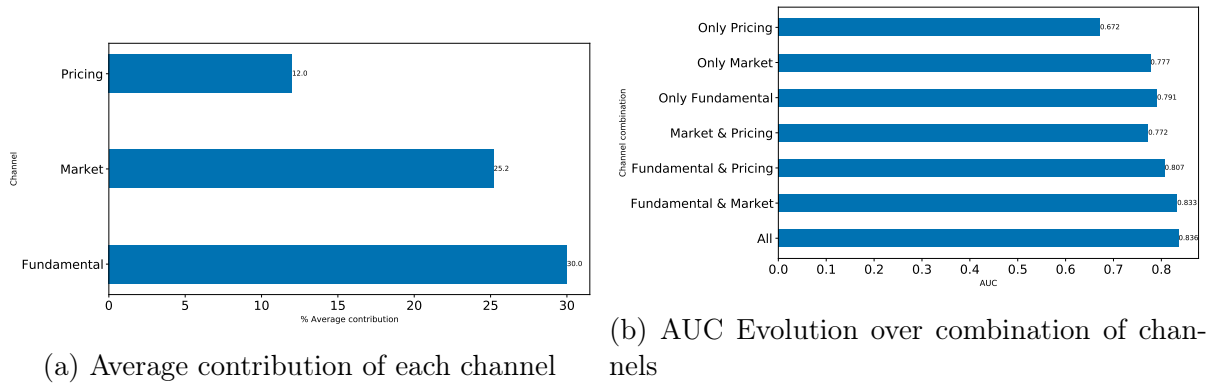 Channel
Pricing
Market
Fundamental
12.0
25.2
30.0
0 5 10 15 20 25 30
% Average contribution
(a) Average contribution of each channel
Channel combination
Only Pricing
Only Market
Only Fundamental
Market & Pricing
Fundamental & Pricing
Fundamental & Market
All
0.672
0.777
0.791
0.772
0.807
0.833
0.836
0.0 0.1 0.2 0.3 0.4 0.5 0.6 0.7 0.8
AUC
(b) AUC Evolution over combination of chan-
nels